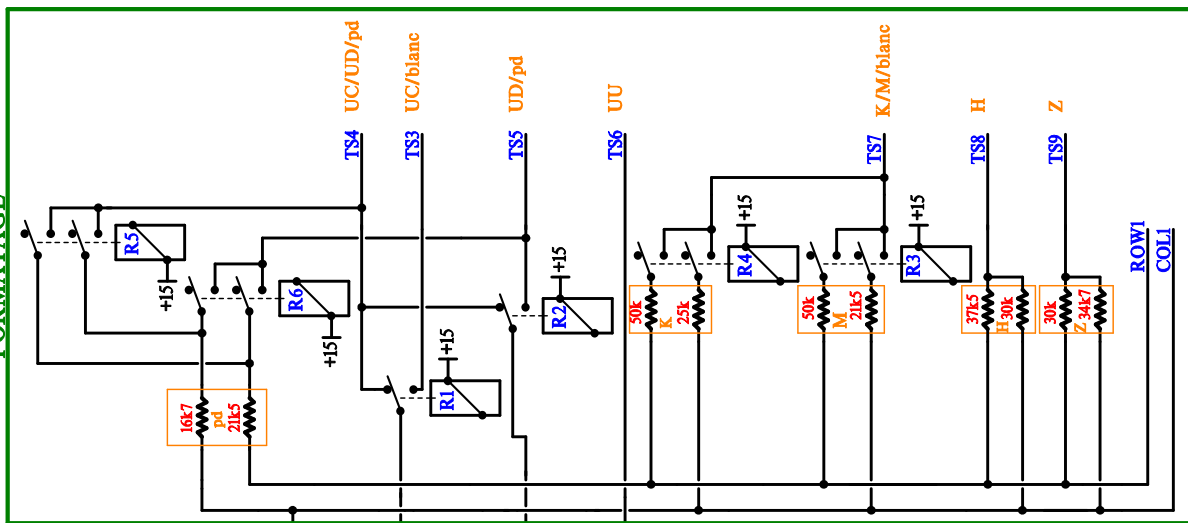 FORMATAGE
UC/UD/pd
UC/blanc
UD/pd
UU
K/M/blanc
H
Z
TS4
TS3
TS5
TS6
TS7
TS8
TS9
R5
+15
R6
+15
R2
+15
R1
+15
R4
+15
R3
+15
50k
K
25k
50k
M
21k5
37k5
H
30k
30k
Z
34k7
16k7
pd
21k5
ROW1
COL1